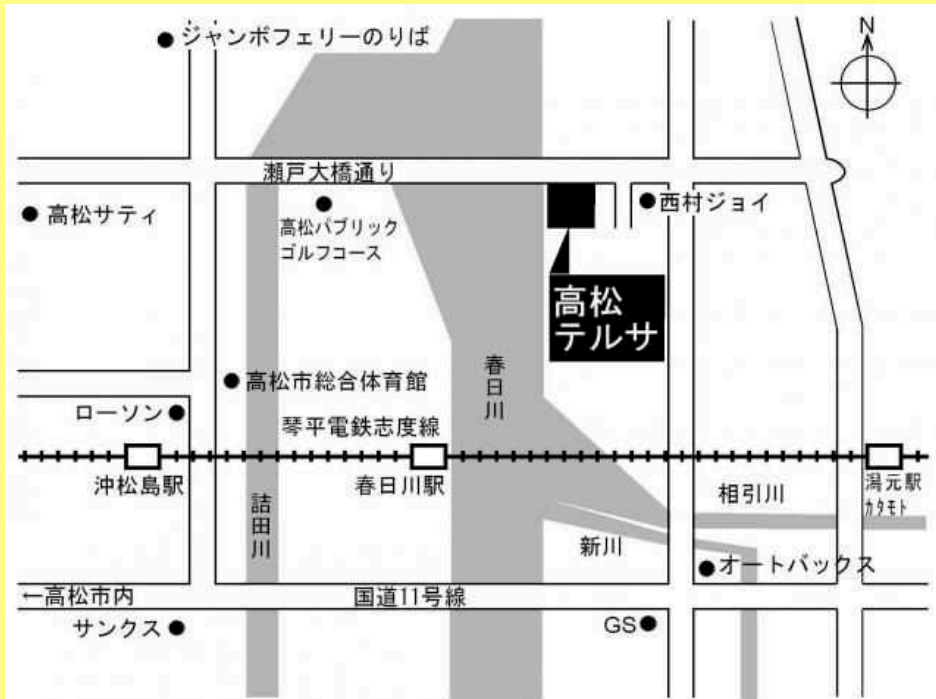 N
ジャンボフェリーのりば
瀬戸大橋通り
高松サティ
高松パブリック
ゴルフコース
西村ジョイ
高松
テルサ
春日川
高松市総合体育館
ローソン
琴平電鉄志度線
沖松島駅
春日川駅
潟元駅
カタモト
相引川
詰田川
新川
オートバックス
←高松市内
国道11号線
サンクス
GS